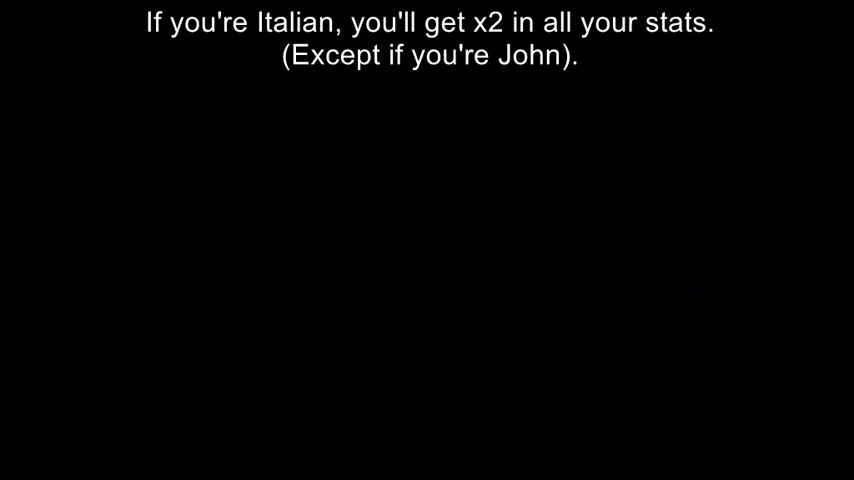 If you're Italian, you'll get x2 in all your stats.
(Except if you're John).